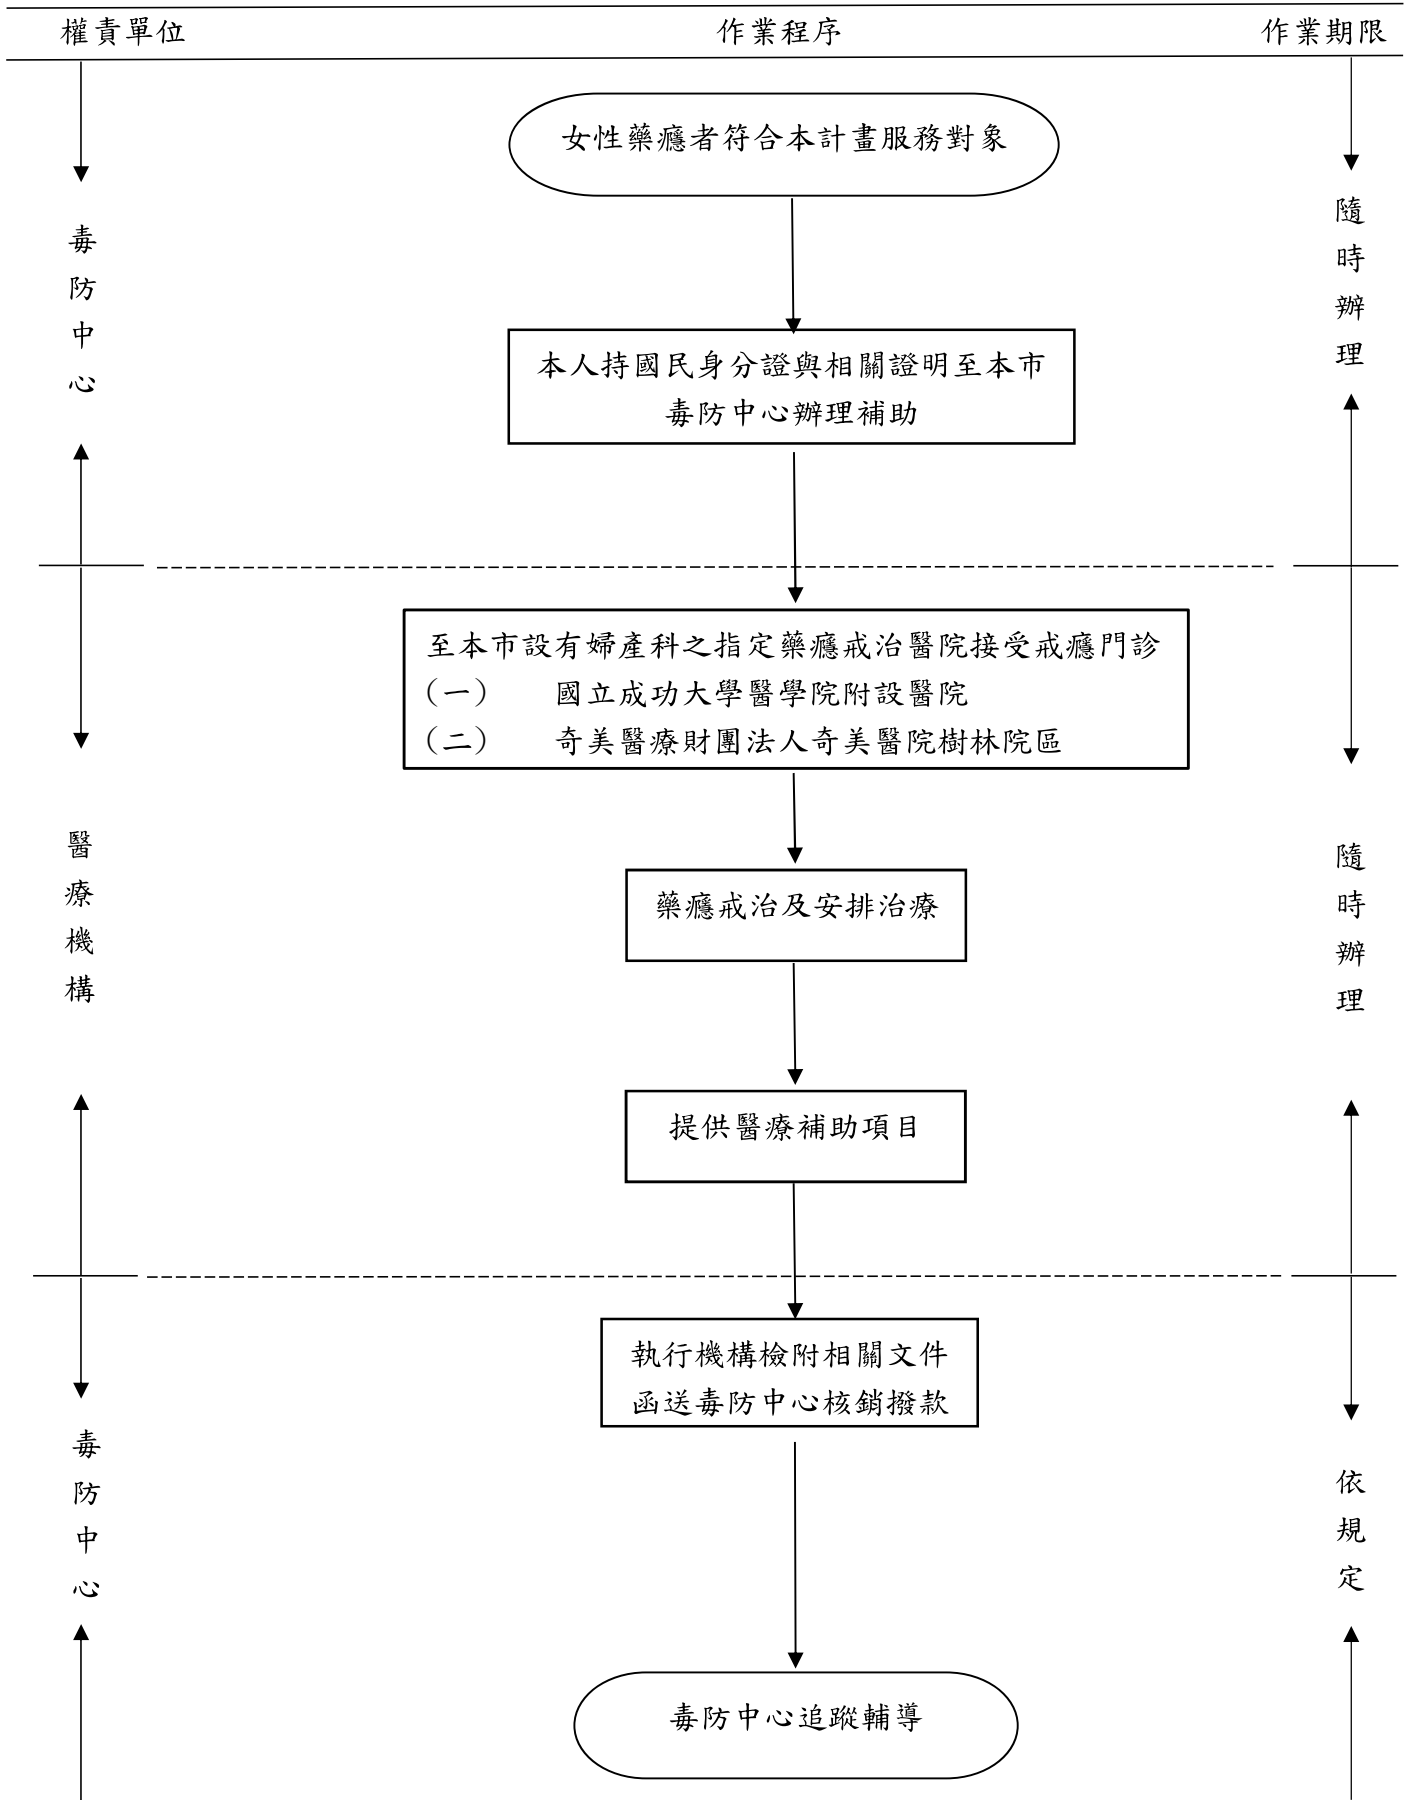 權責單位
作業程序
作業期限
女性藥癮者符合本計畫服務對象
毒防中心
隨時辦理
本人持國民身分證與相關證明至本市
毒防中心辦理補助
至本市設有婦產科之指定藥癮戒治醫院接受戒癮門診
(一) 國立成功大學醫學院附設醫院
(二) 奇美醫療財團法人奇美醫院樹林院區
醫療機構
隨時辦理
藥癮戒治及安排治療
提供醫療補助項目
執行機構檢附相關文件
函送毒防中心核銷撥款
毒防中心
依規定
毒防中心追蹤輔導